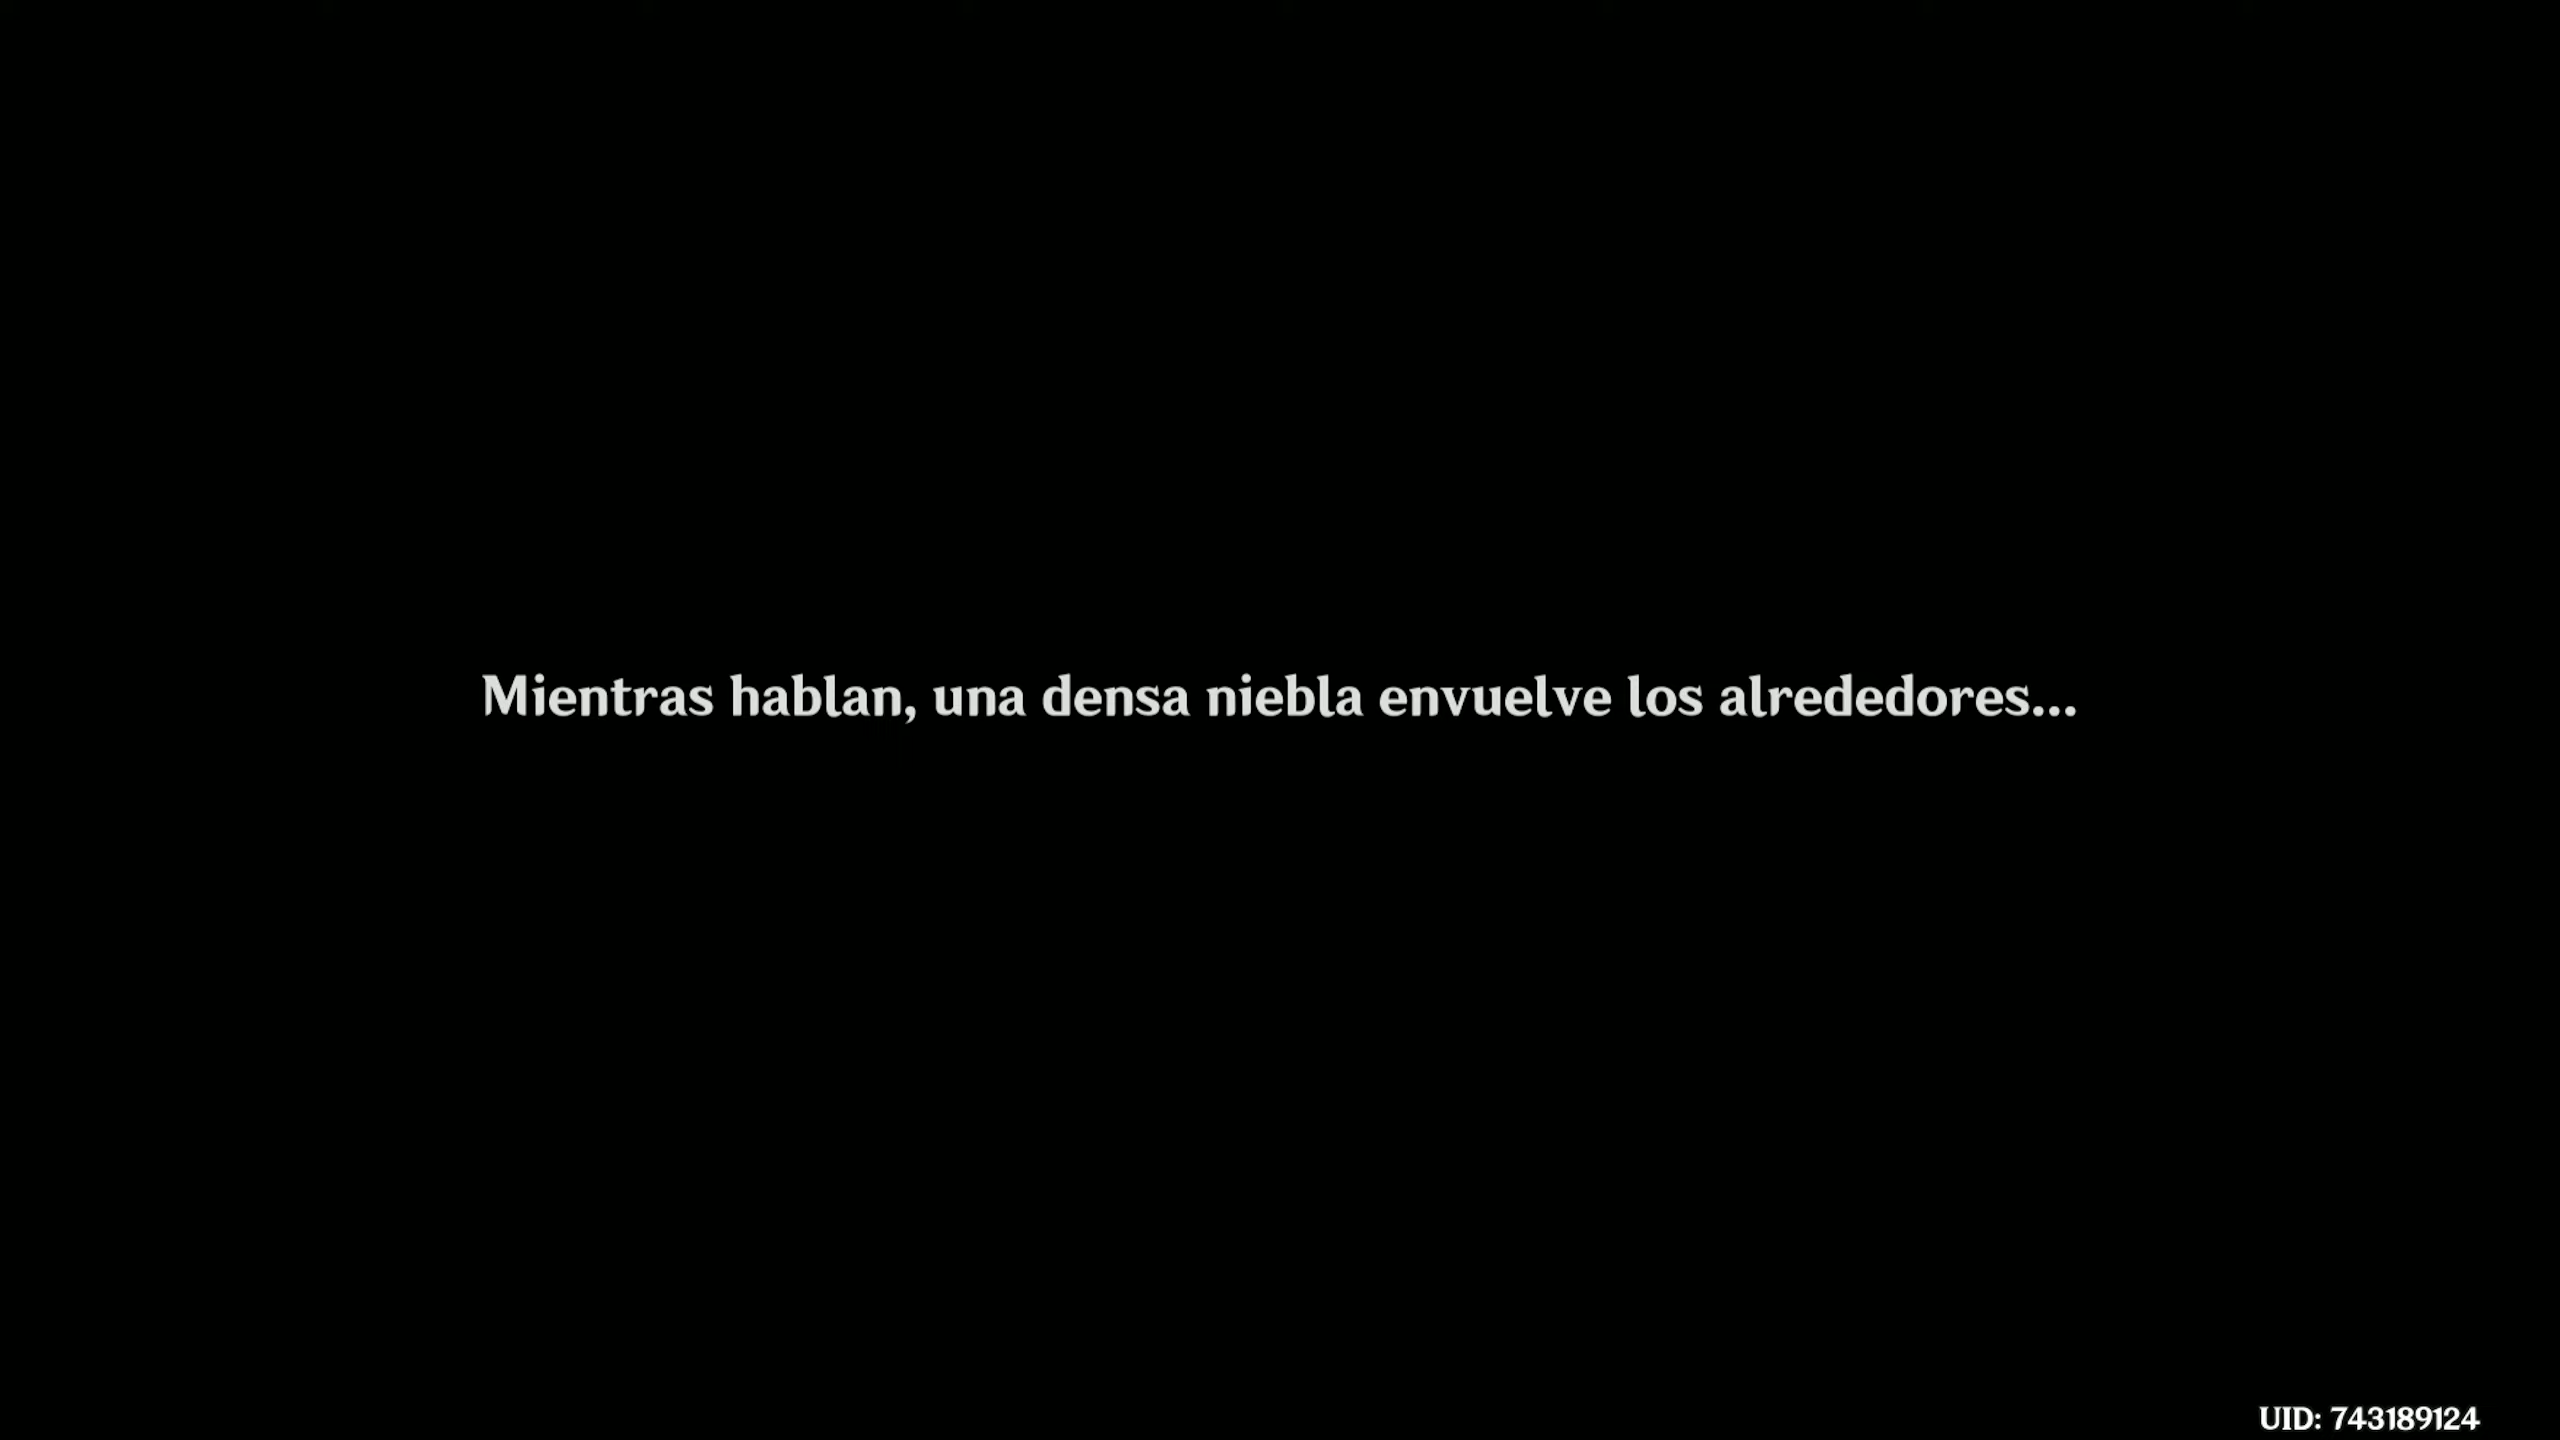 Mientras hablan, una densa niebla envuelve los alrededores...
UID: 743189124